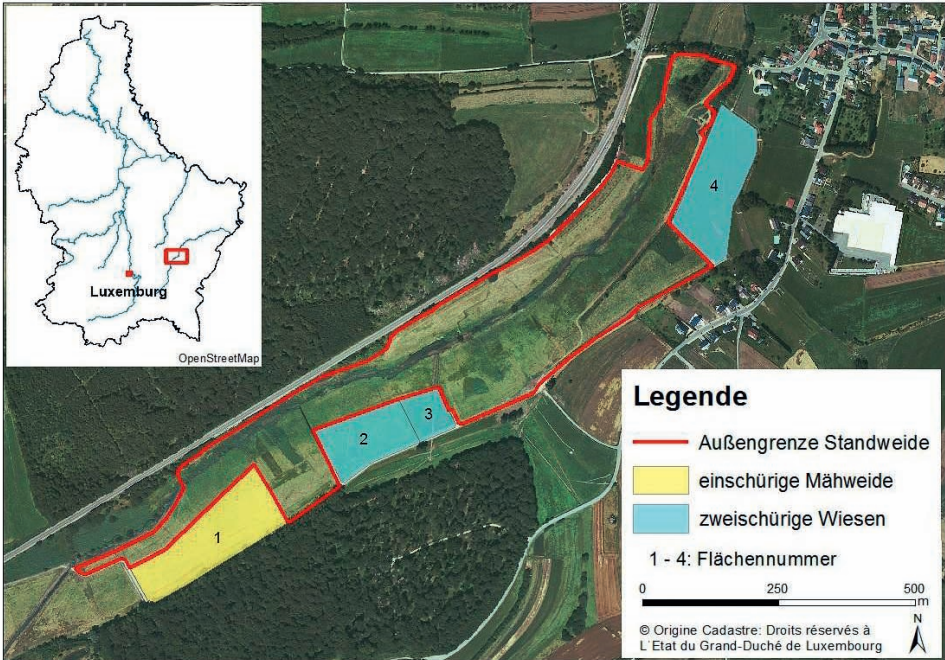 Luxemburg
OpenStreetMap
4
2
3
1
Legende
Außengrenze Standweide
einschürige Mähweide
zweischürige Wiesen
1 - 4: Flächennummer
0 250 500
m
N
© Origine Cadastre: Droits réservés à
L´Etat du Grand-Duché de Luxembourg